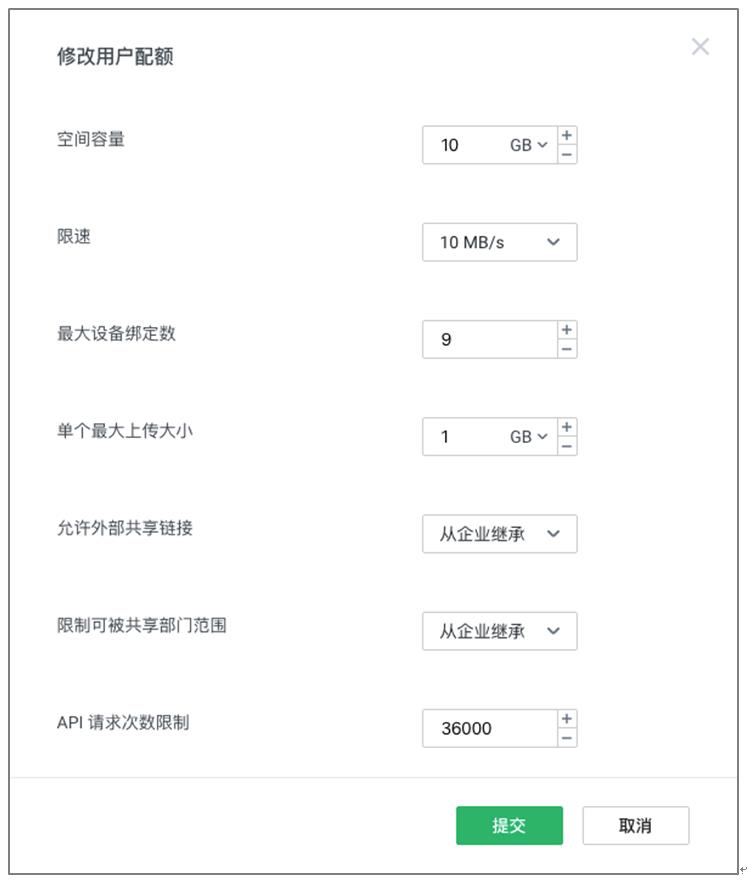 修改用户配额
空间容量 10 GB
限速 10 MB/s
最大设备绑定数 9
单个最大上传大小 1 GB
允许外部共享链接 从企业继承
限制可被共享部门范围 从企业继承
API 请求次数限制 36000
提交 取消